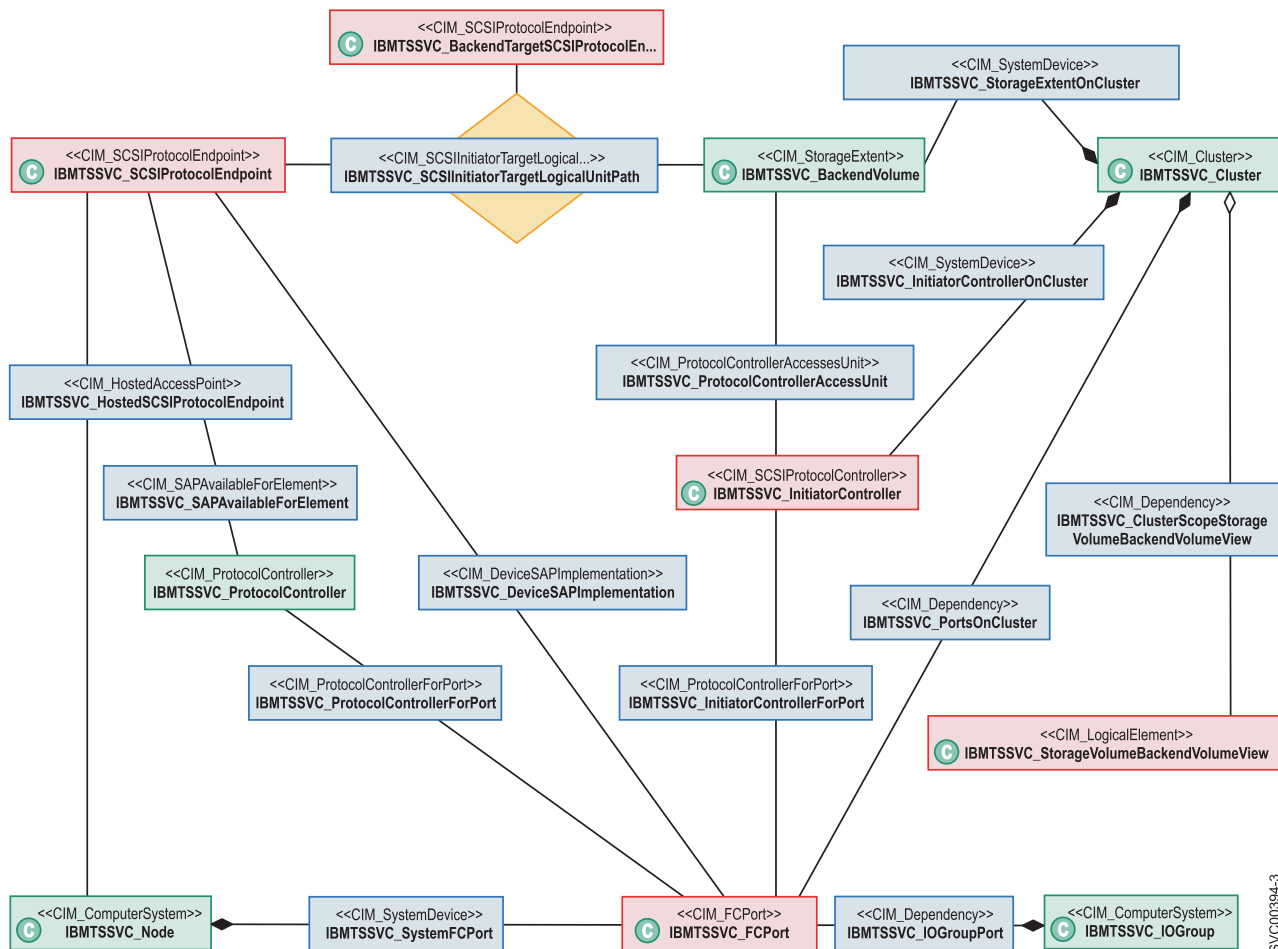 <<CIM_SCSIProtocolEndpoint>>
C
IBMTSSVC_BackendTargetSCSIProtocolEn...
<<CIM_SystemDevice>>
IBMTSSVC_StorageExtentOnCluster
<<CIM_SCSIProtocolEndpoint>>
C
IBMTSSVC_SCSIProtocolEndpoint
<<CIM_SCSIInitiatorTargetLogical...>>
IBMTSSVC_SCSIInitiatorTargetLogicalUnitPath
<<CIM_StorageExtent>>
C
IBMTSSVC_BackendVolume
<<CIM_Cluster>>
C
IBMTSSVC_Cluster
<<CIM_SystemDevice>>
IBMTSSVC_InitiatorControllerOnCluster
<<CIM_HostedAccessPoint>>
IBMTSSVC_HostedSCSIProtocolEndpoint
<<CIM_ProtocolControllerAccessesUnit>>
IBMTSSVC_ProtocolControllerAccessUnit
<<CIM_SAPAvailableForElement>>
IBMTSSVC_SAPAvailableForElement
<<CIM_SCSIProtocolController>>
C
IBMTSSVC_InitiatorController
<<CIM_Dependency>>
IBMTSSVC_ClusterScopeStorage
VolumeBackendVolumeView
<<CIM_ProtocolController>>
C
IBMTSSVC_ProtocolController
<<CIM_DeviceSAPImplementation>>
IBMTSSVC_DeviceSAPImplementation
<<CIM_Dependency>>
IBMTSSVC_PortsOnCluster
<<CIM_ProtocolControllerForPort>>
IBMTSSVC_ProtocolControllerForPort
<<CIM_ProtocolControllerForPort>>
IBMTSSVC_InitiatorControllerForPort
<<CIM_LogicalElement>>
C
IBMTSSVC_StorageVolumeBackendVolumeView
<<CIM_ComputerSystem>>
C
IBMTSSVC_Node
<<CIM_SystemDevice>>
IBMTSSVC_SystemFCPort
<<CIM_FCPort>>
C
IBMTSSVC_FCPort
<<CIM_Dependency>>
IBMTSSVC_IOGroupPort
<<CIM_ComputerSystem>>
C
IBMTSSVC_IOGroup
SVC00394-3